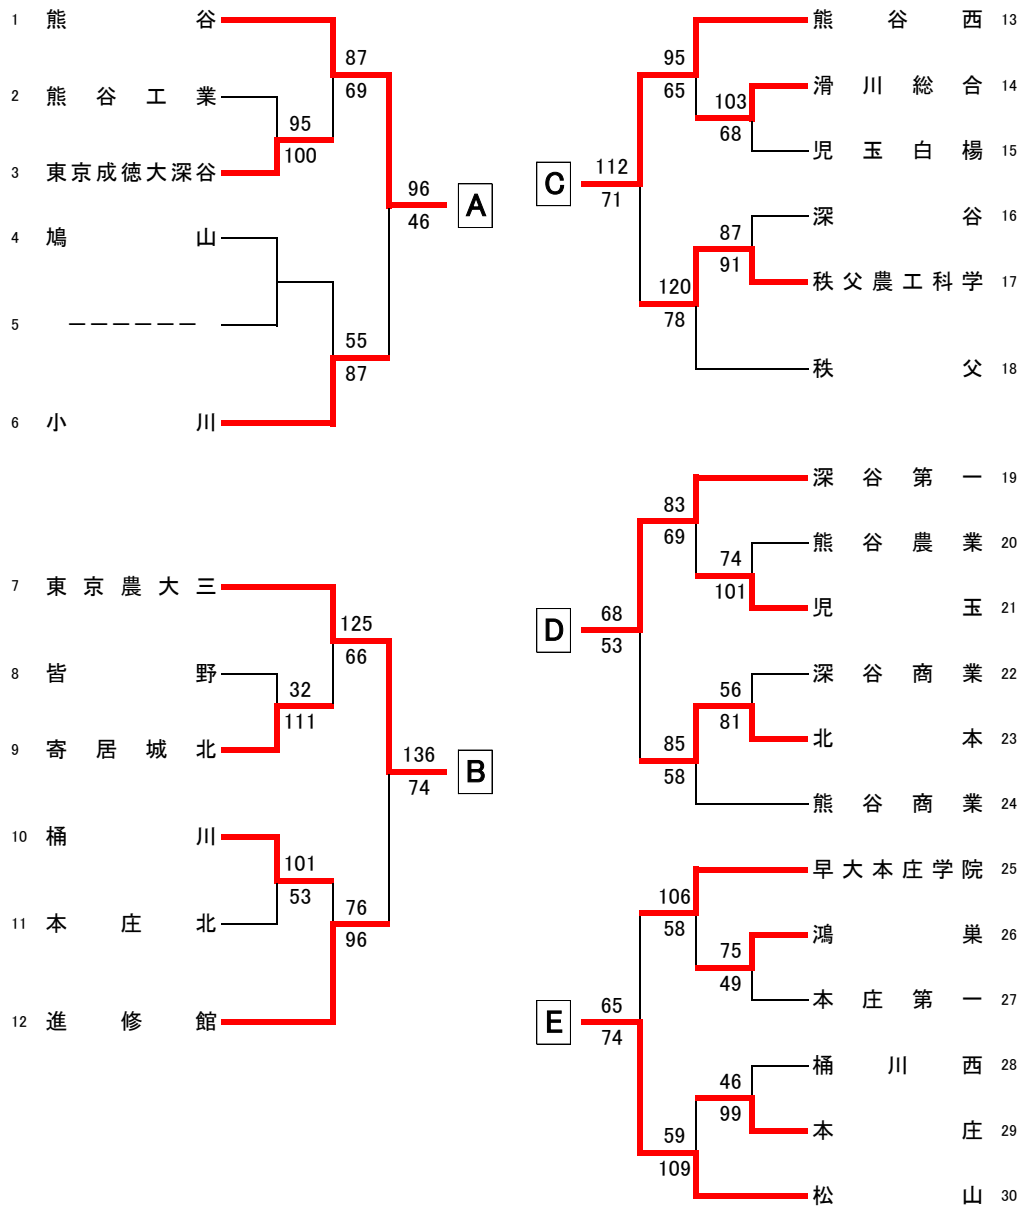 1 熊谷
87
69
2 熊谷工業
95
100
3 東京成徳大深谷
96
46
A
4 鳩山
5 ーーーーーー
55
87
6 小川
7 東京農大三
125
66
8 皆野
32
111
9 寄居城北
136
74
B
10 桶川
101
53
11 本庄北
76
96
12 進修館
熊谷西 13
95
65
滑川総合 14
103
68
児玉白楊 15
C
112
71
深谷 16
87
91
秩父農工科学 17
120
78
秩父 18
深谷第一 19
83
69
熊谷農業 20
74
101
児玉 21
D
68
53
深谷商業 22
56
81
北本 23
85
58
熊谷商業 24
早大本庄学院 25
106
58
鴻巣 26
75
49
本庄第一 27
E
65
74
桶川西 28
46
99
本庄 29
59
109
松山 30